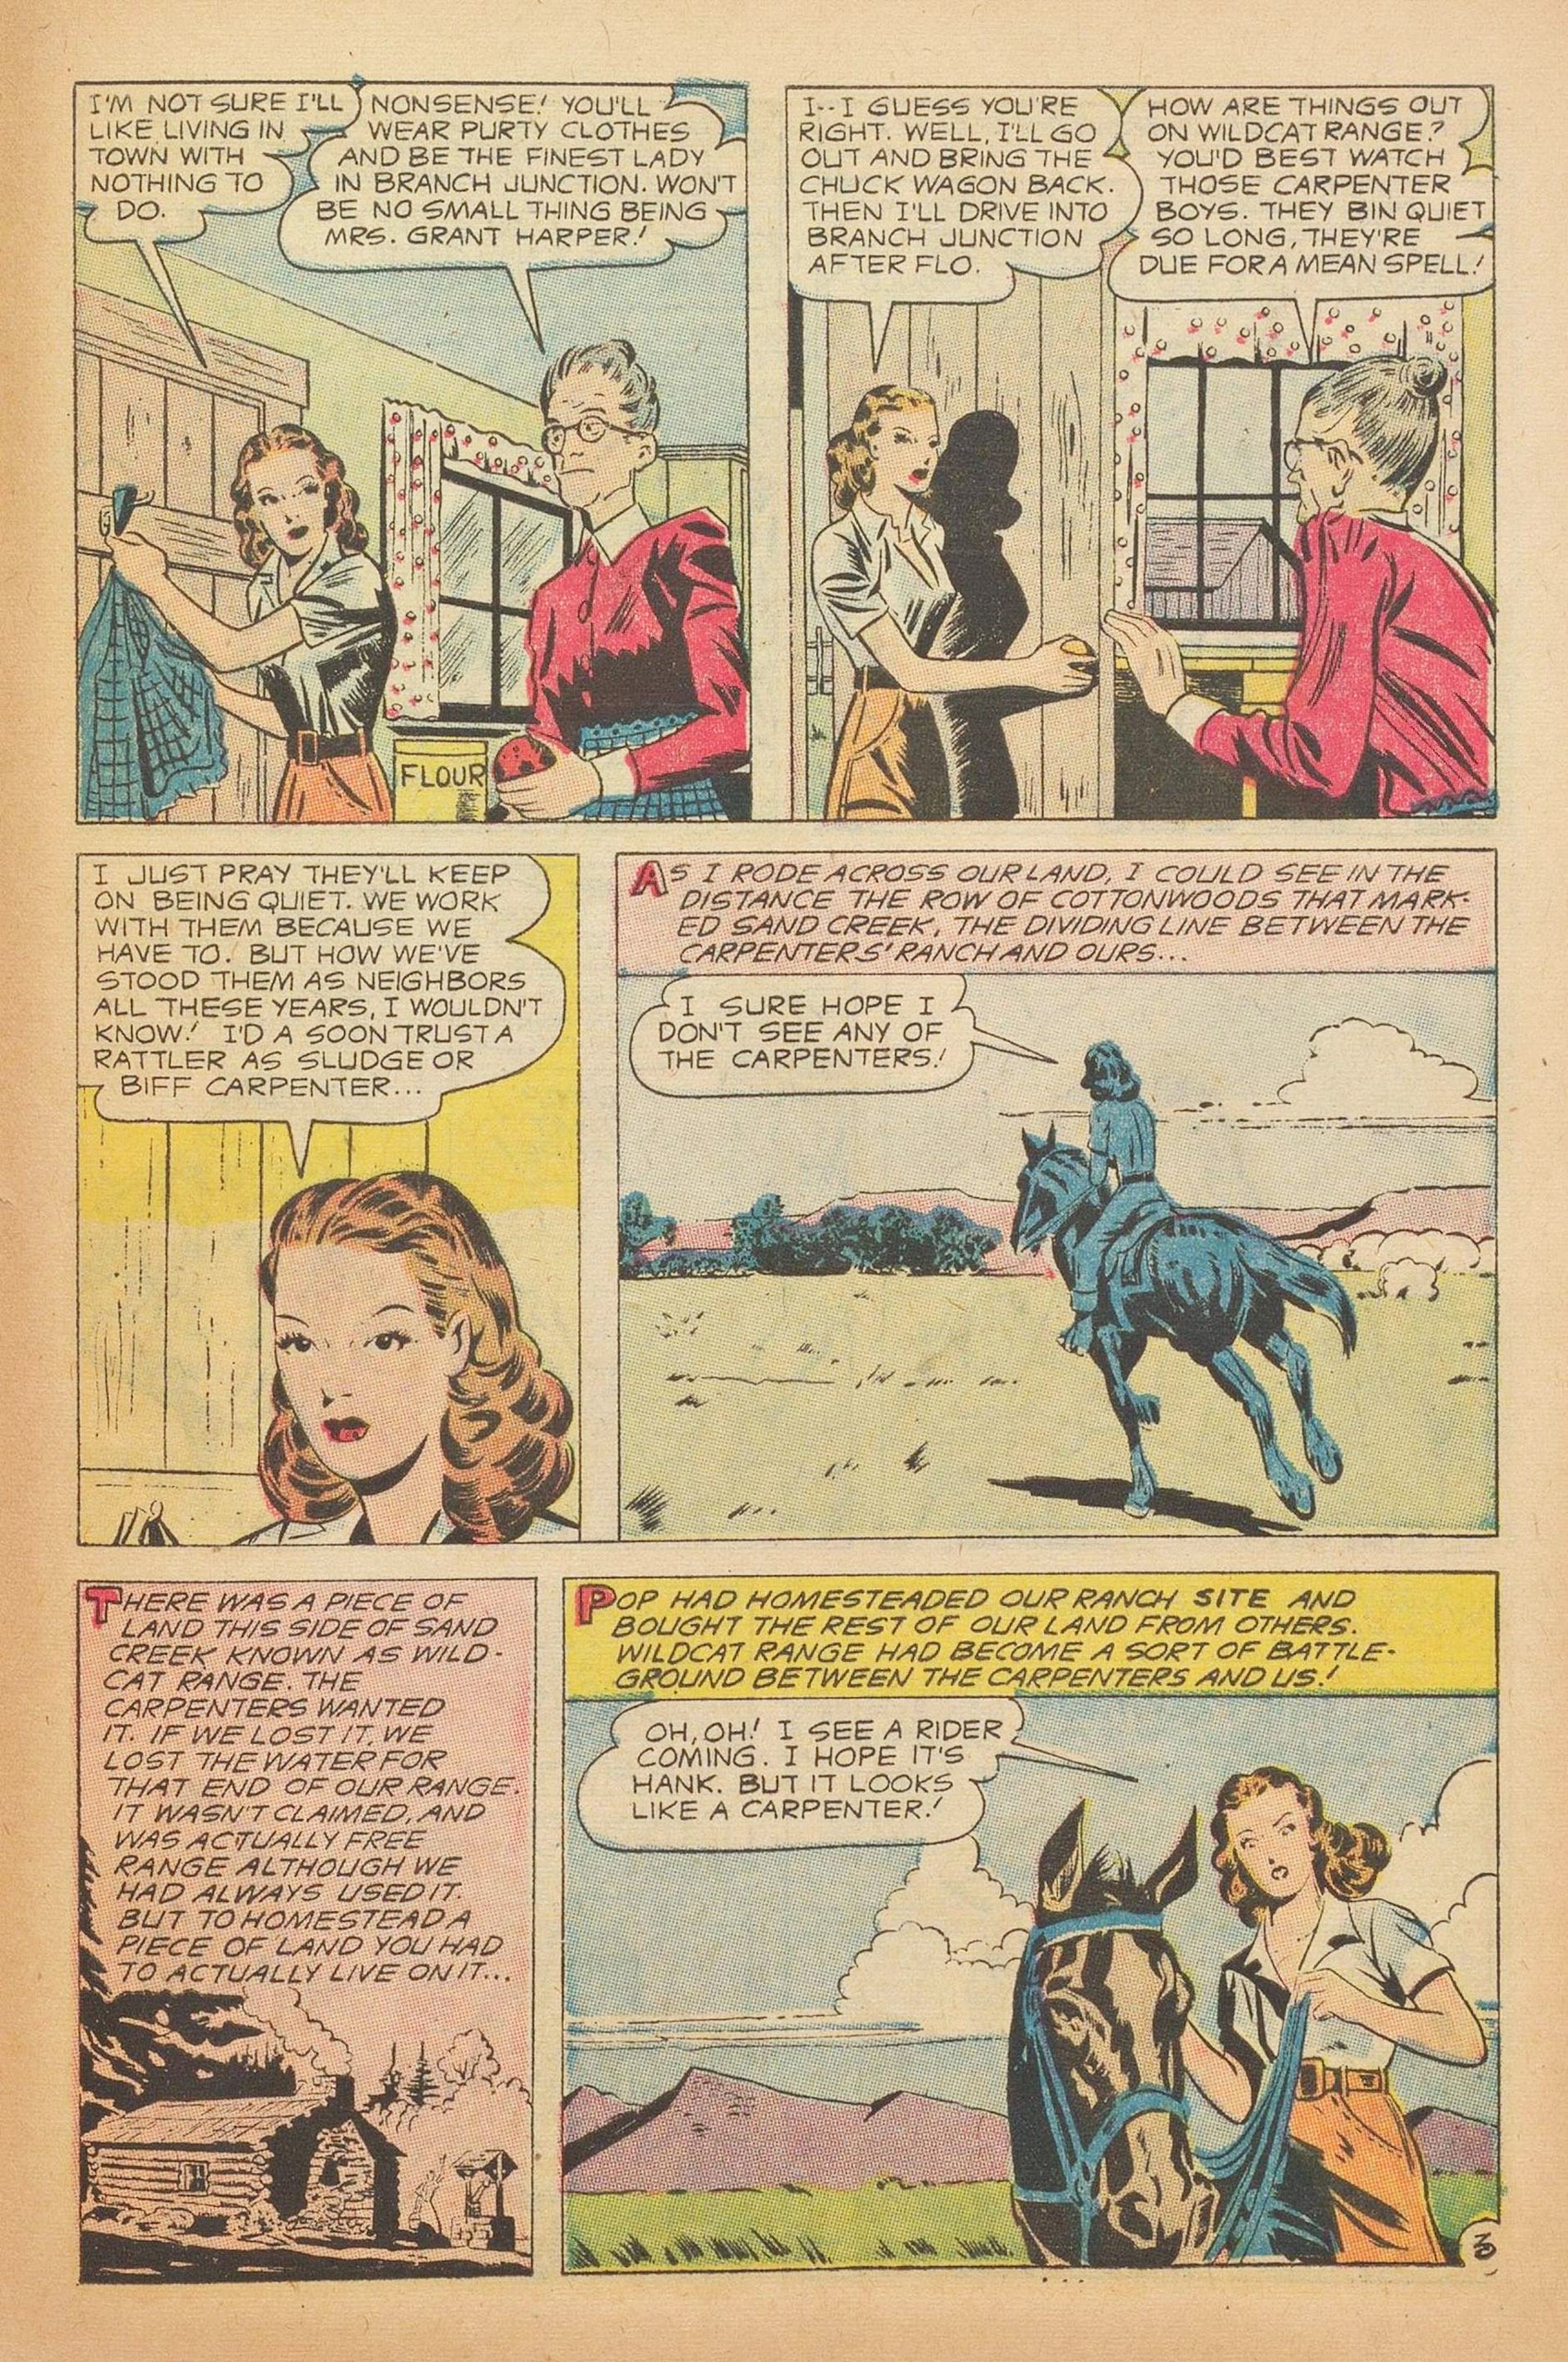 I'M NOT SURE I'LL
LIKE LIVING IN
TOWN WITH
NOTHING TO
DO.
NONSENSE! YOU'LL
WEAR PURTY CLOTHES
AND BE THE FINEST LADY
IN BRANCH JUNCTION. WON'T
BE NO SMALL THING BEING
MRS. GRANT HARPER!
FLOUR
I--I GUESS YOU'RE
RIGHT. WELL, I'LL GO
OUT AND BRING THE
CHUCK WAGON BACK.
THEN I'LL DRIVE INTO
BRANCH JUNCTION
AFTER FLO.
HOW ARE THINGS OUT
ON WILDCAT RANGE?
YOU'D BEST WATCH
THOSE CARPENTER
BOYS. THEY BIN QUIET
SO LONG, THEY'RE
DUE FOR A MEAN SPELL!
I JUST PRAY THEY'LL KEEP
ON BEING QUIET. WE WORK
WITH THEM BECAUSE WE
HAVE TO. BUT HOW WE'VE
STOOD THEM AS NEIGHBORS
ALL THESE YEARS, I WOULDN'T
KNOW! I'D A SOON TRUST A
RATTLER AS SLUDGE OR
BIFF CARPENTER...
AS I RODE ACROSS OUR LAND, I COULD SEE IN THE
DISTANCE THE ROW OF COTTONWOODS THAT MARK-
ED SAND CREEK, THE DIVIDING LINE BETWEEN THE
CARPENTERS' RANCH AND OURS...
I SURE HOPE I
DON'T SEE ANY OF
THE CARPENTERS!
THERE WAS A PIECE OF
LAND THIS SIDE OF SAND
CREEK KNOWN AS WILD-
CAT RANGE. THE
CARPENTERS WANTED
IT. IF WE LOST IT, WE
LOST THE WATER FOR
THAT END OF OUR RANGE.
IT WASN'T CLAIMED, AND
WAS ACTUALLY FREE
RANGE ALTHOUGH WE
HAD ALWAYS USED IT.
BUT TO HOMESTEAD A
PIECE OF LAND YOU HAD
TO ACTUALLY LIVE ON IT...
POP HAD HOMESTEADED OUR RANCH SITE AND
BOUGHT THE REST OF OUR LAND FROM OTHERS.
WILDCAT RANGE HAD BECOME A SORT OF BATTLE-
GROUND BETWEEN THE CARPENTERS AND US!
OH, OH! I SEE A RIDER
COMING. I HOPE IT'S
HANK. BUT IT LOOKS
LIKE A CARPENTER!